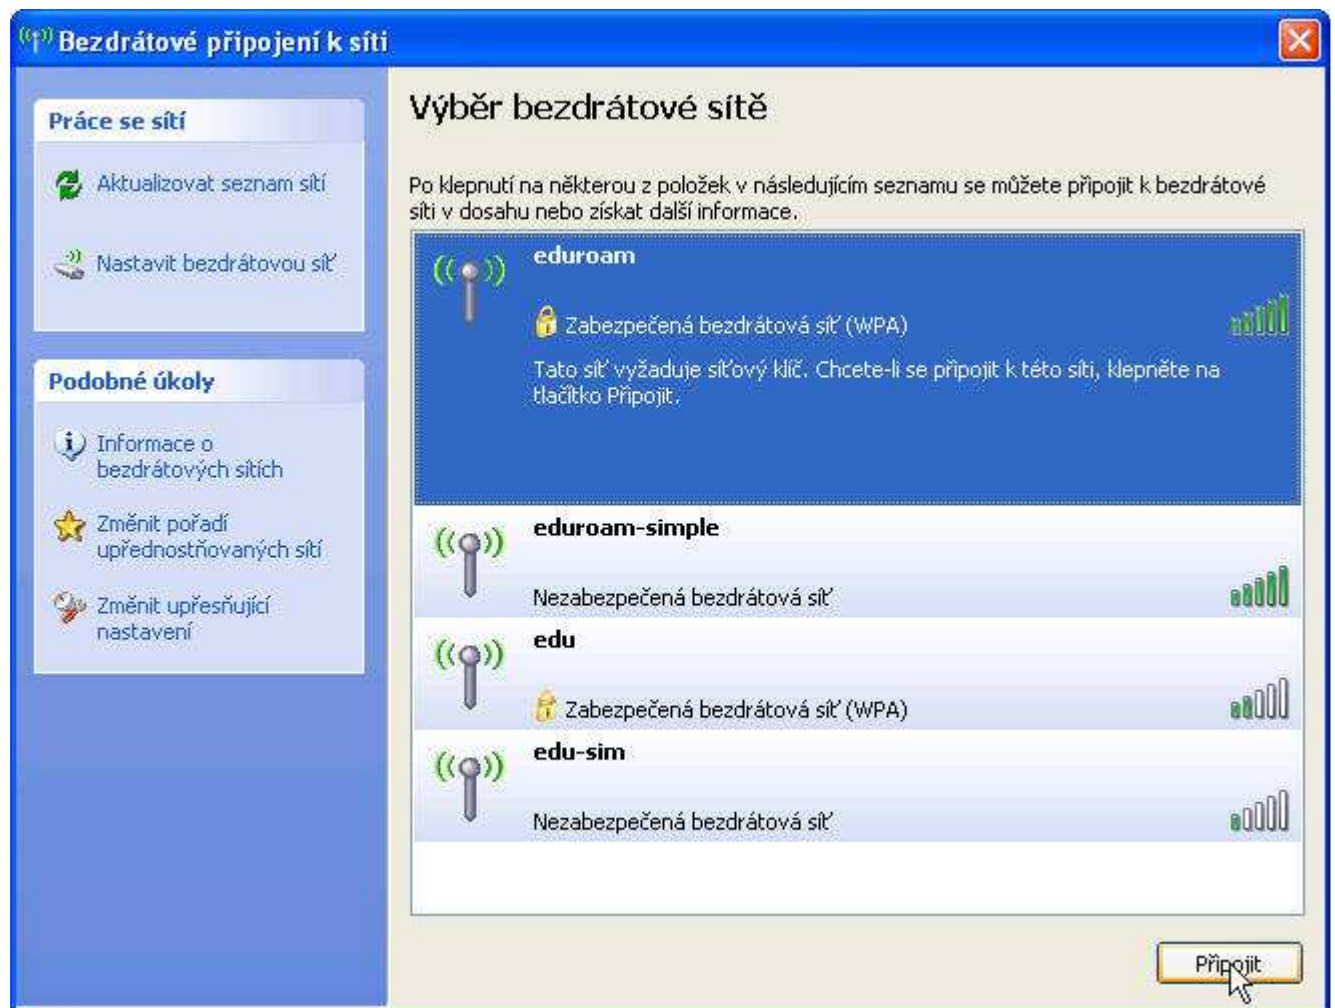 Bezdrátové připojení k síti
Práce se sítí
Aktualizovat seznam sítí
Nastavit bezdrátovou síť
Podobné úkoly
Informace o
bezdrátových sítích
Změnit pořadí
upřednostňovaných sítí
Změnit upřesňující
nastavení
Výběr bezdrátové sítě
Po klepnutí na některou z položek v následujícím seznamu se můžete připojit k bezdrátové
síti v dosahu nebo získat další informace.
eduroam
Zabezpečená bezdrátová síť (WPA)
Tato síť vyžaduje síťový klíč. Chcete-li se připojit k této síti, klepněte na
tlačítko Připojit.
eduroam-simple
Nezabezpečená bezdrátová síť
edu
Zabezpečená bezdrátová síť (WPA)
edu-sim
Nezabezpečená bezdrátová síť
Připojit